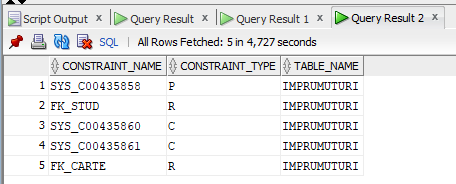 Script Output × Query Result × Query Result 1 × Query Result 2 ×
SQL | All Rows Fetched: 5 in 4,727 seconds
CONSTRAINT_NAME CONSTRAINT_TYPE TABLE_NAME
1 SYS_C00435858 P IMPRUMUTURI
2 FK_STUD R IMPRUMUTURI
3 SYS_C00435860 C IMPRUMUTURI
4 SYS_C00435861 C IMPRUMUTURI
5 FK_CARTE R IMPRUMUTURI